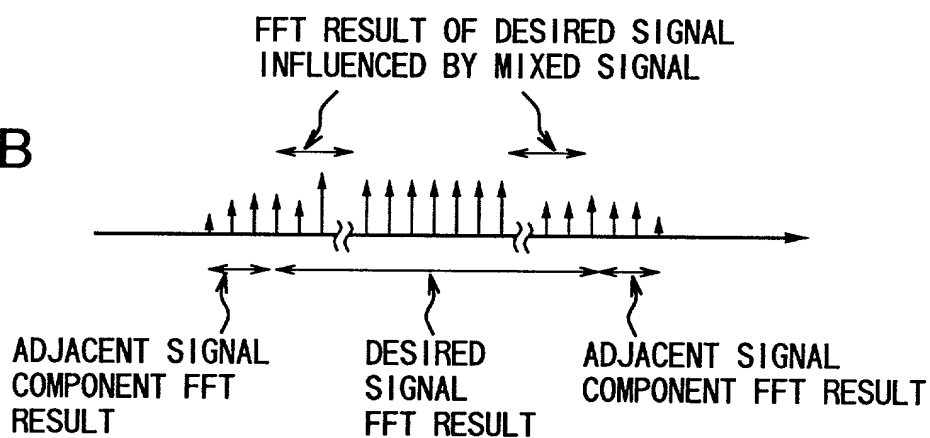 FFT RESULT OF DESIRED SIGNAL
INFLUENCED BY MIXED SIGNAL
B
ADJACENT SIGNAL
COMPONENT FFT
RESULT
DESIRED
SIGNAL
FFT RESULT
ADJACENT SIGNAL
COMPONENT FFT RESULT